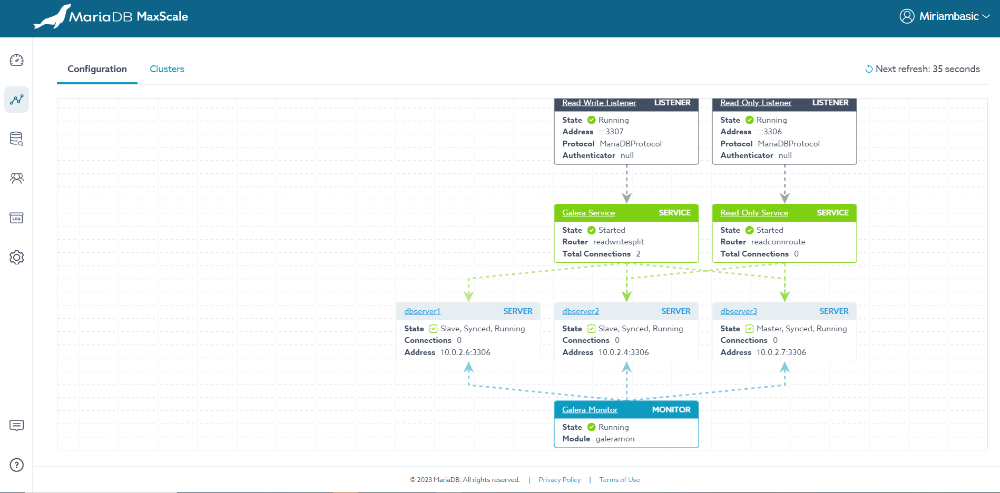 MariaDB MaxScale
Miriambasic
Configuration
Clusters
Next refresh: 35 seconds
Read-Write-Listener LISTENER
State Running
Address :::3307
Protocol MariaDBProtocol
Authenticator null
Read-Only-Listener LISTENER
State Running
Address :::3306
Protocol MariaDBProtocol
Authenticator null
Galera-Service SERVICE
State Started
Router readwritesplit
Total Connections 2
Read-Only-Service SERVICE
State Started
Router readconnroute
Total Connections 0
dbserver1 SERVER
State Slave, Synced, Running
Connections 0
Address 10.0.2.6:3306
dbserver2 SERVER
State Slave, Synced, Running
Connections 0
Address 10.0.2.4:3306
dbserver3 SERVER
State Master, Synced, Running
Connections 0
Address 10.0.2.7:3306
Galera-Monitor MONITOR
State Running
Module galeramon
LOG
?
© 2023 MariaDB. All rights reserved. | Privacy Policy | Terms of Use